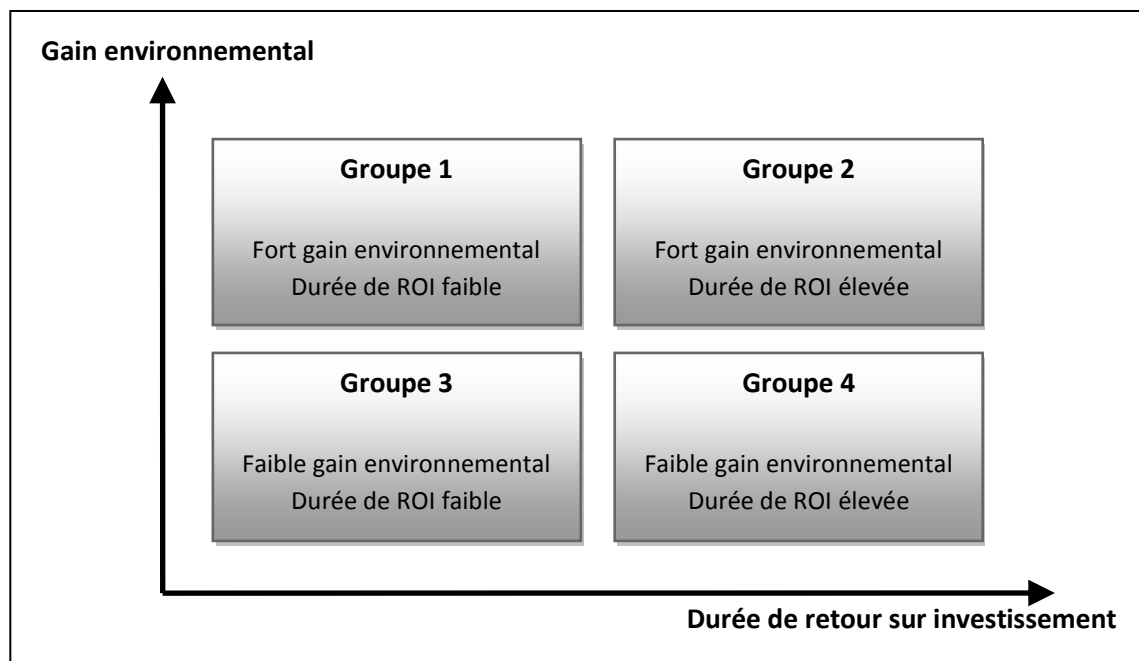 Gain environnemental
Groupe 1
Fort gain environnemental
Durée de ROI faible
Groupe 2
Fort gain environnemental
Durée de ROI élevée
Groupe 3
Faible gain environnemental
Durée de ROI faible
Groupe 4
Faible gain environnemental
Durée de ROI élevée
Durée de retour sur investissement